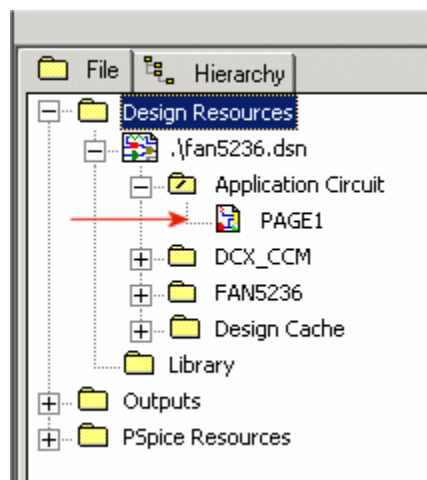 File Hierarchy
Design Resources
.\fan5236.dsn
Application Circuit
PAGE1
DCX_CCM
FAN5236
Design Cache
Library
Outputs
PSpice Resources